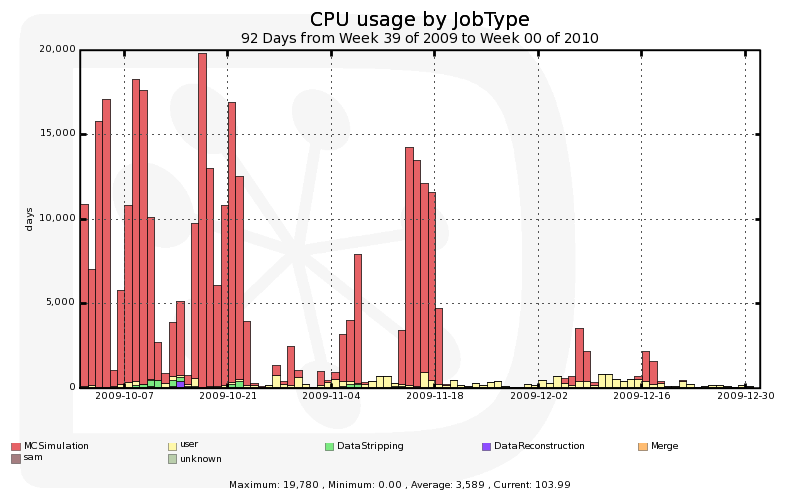 CPU usage by JobType
92 Days from Week 39 of 2009 to Week 00 of 2010
20,000
15,000
10,000
5,000
0
days
2009-10-07 2009-10-21 2009-11-04 2009-11-18 2009-12-02 2009-12-16 2009-12-30
MCSimulation user DataStripping DataReconstruction Merge
sam unknown
Maximum: 19,780 , Minimum: 0.00 , Average: 3,589 , Current: 103.99